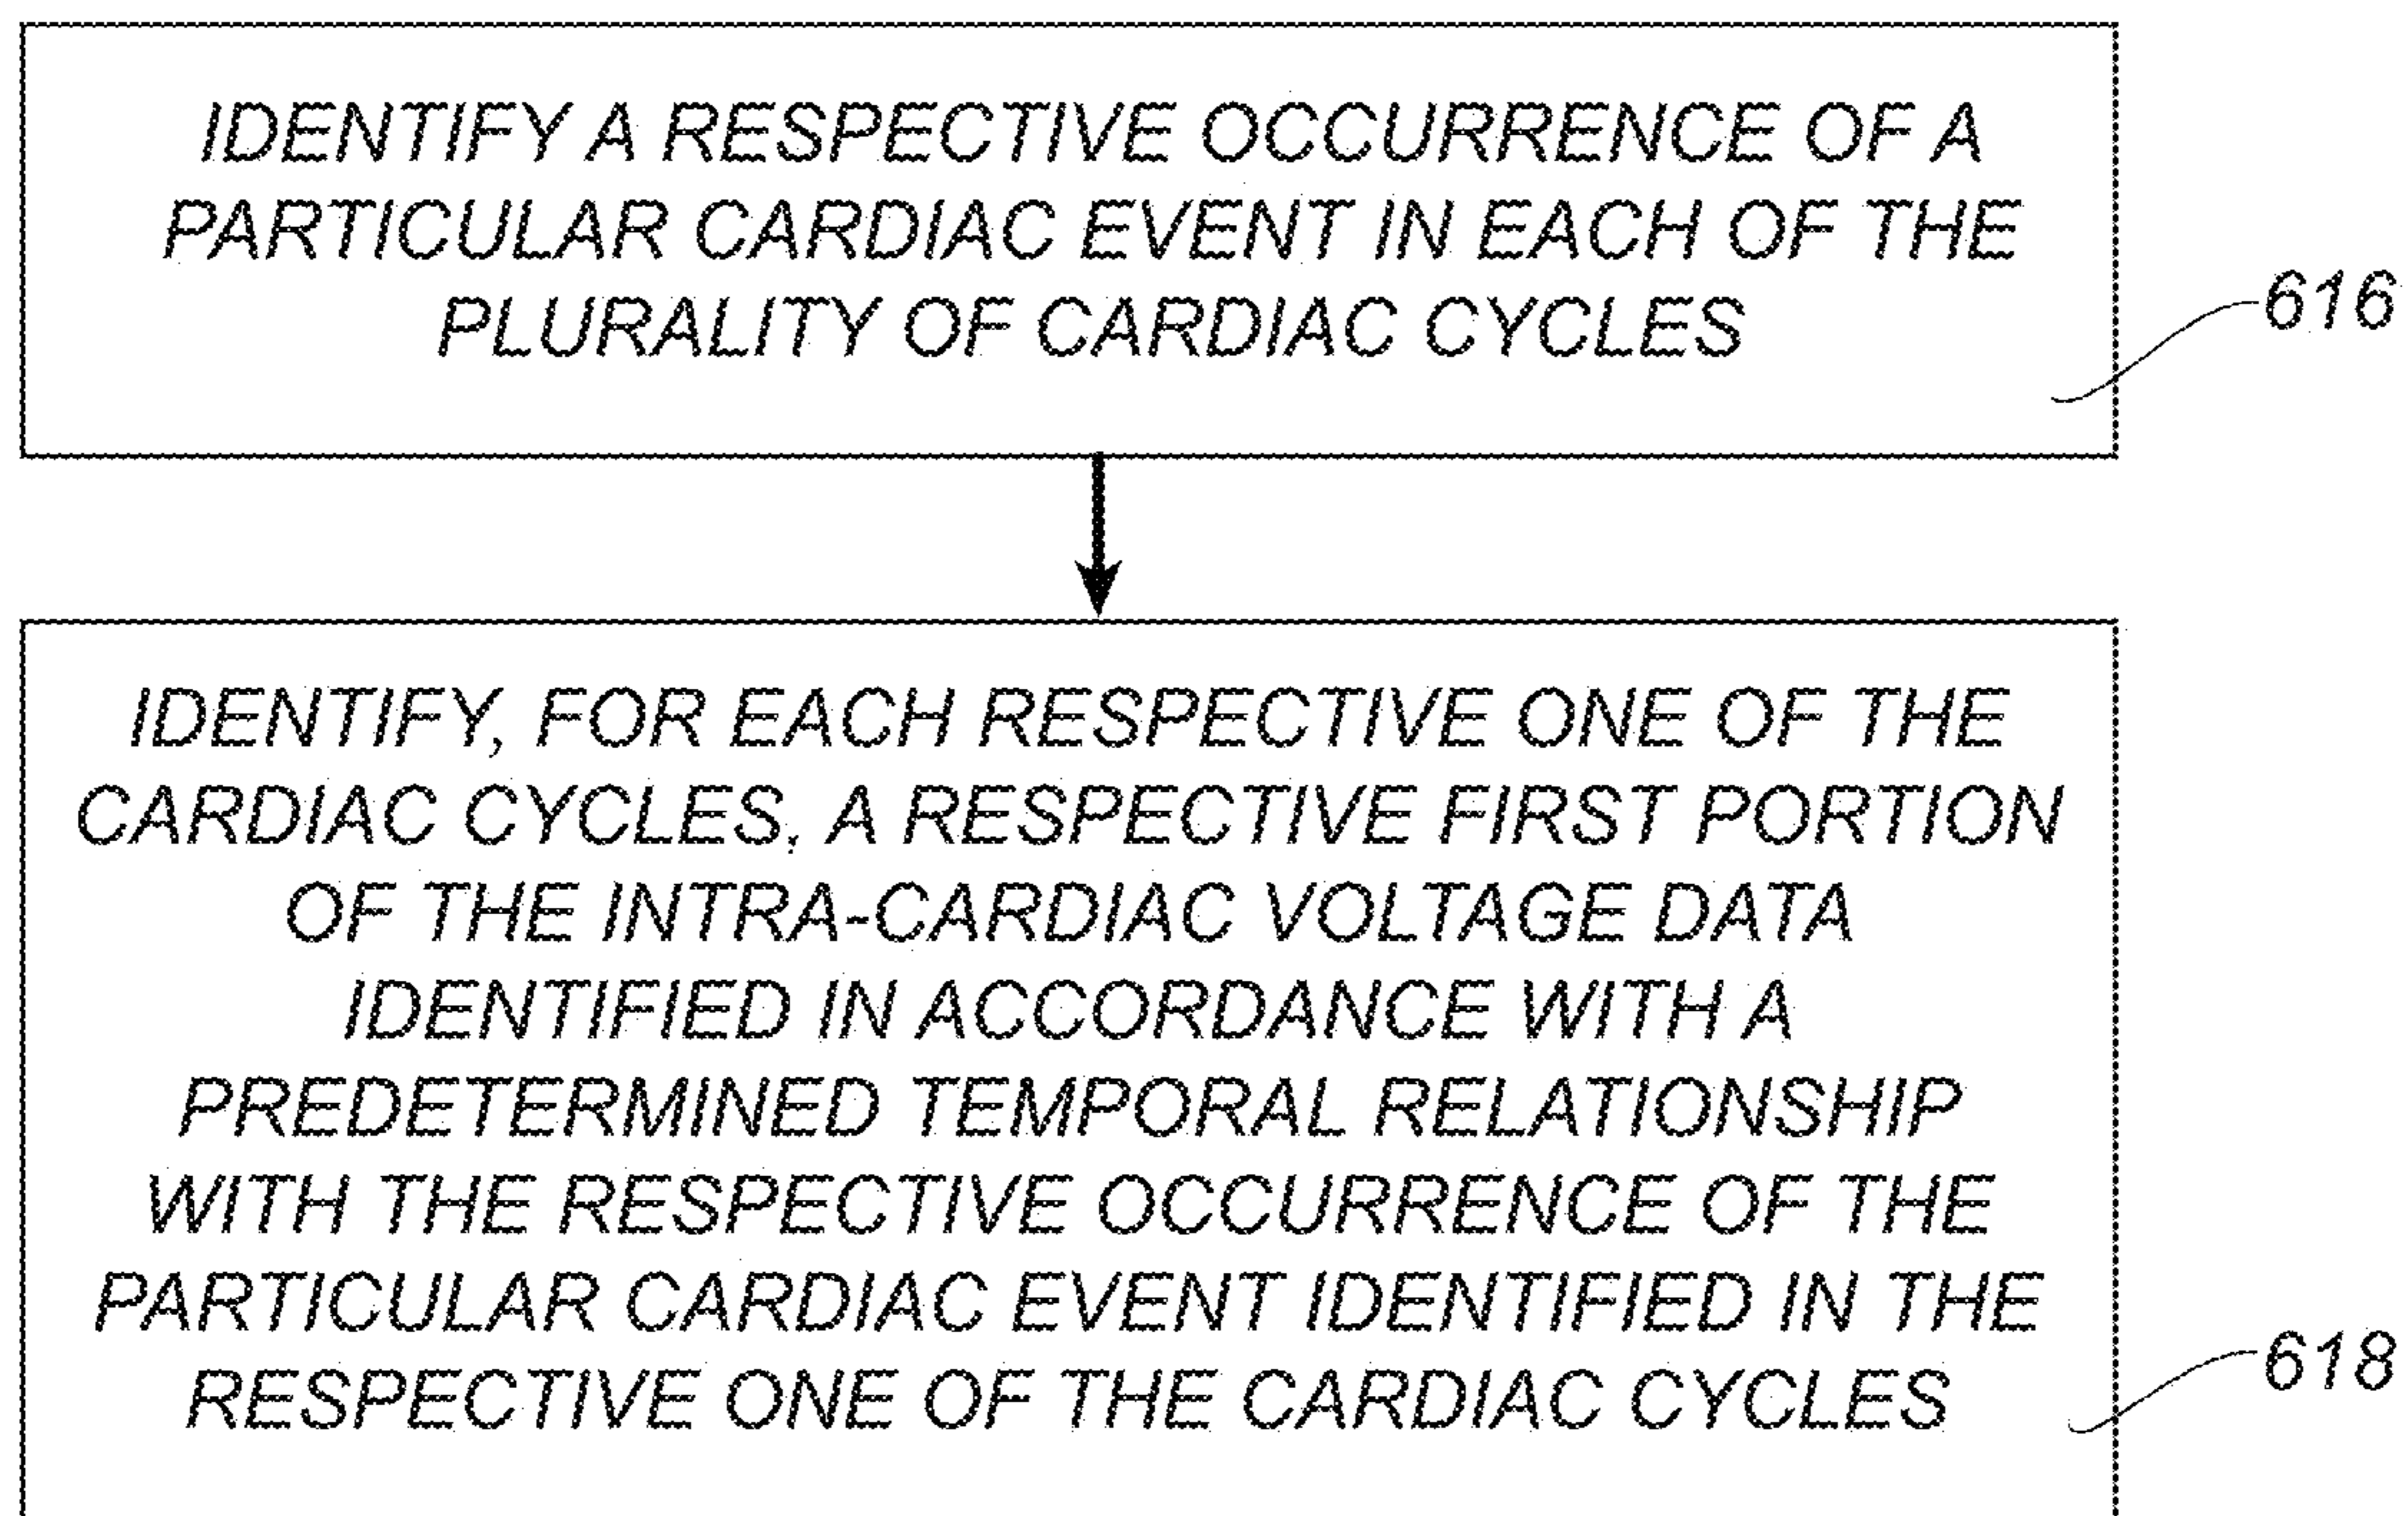 IDENTIFY A RESPECTIVE OCCURRENCE OF A
PARTICULAR CARDIAC EVENT IN EACH OF THE
PLURALITY OF CARDIAC CYCLES
616
IDENTIFY, FOR EACH RESPECTIVE ONE OF THE
CARDIAC CYCLES, A RESPECTIVE FIRST PORTION
OF THE INTRA-CARDIAC VOLTAGE DATA
IDENTIFIED IN ACCORDANCE WITH A
PREDETERMINED TEMPORAL RELATIONSHIP
WITH THE RESPECTIVE OCCURRENCE OF THE
PARTICULAR CARDIAC EVENT IDENTIFIED IN THE
RESPECTIVE ONE OF THE CARDIAC CYCLES
618